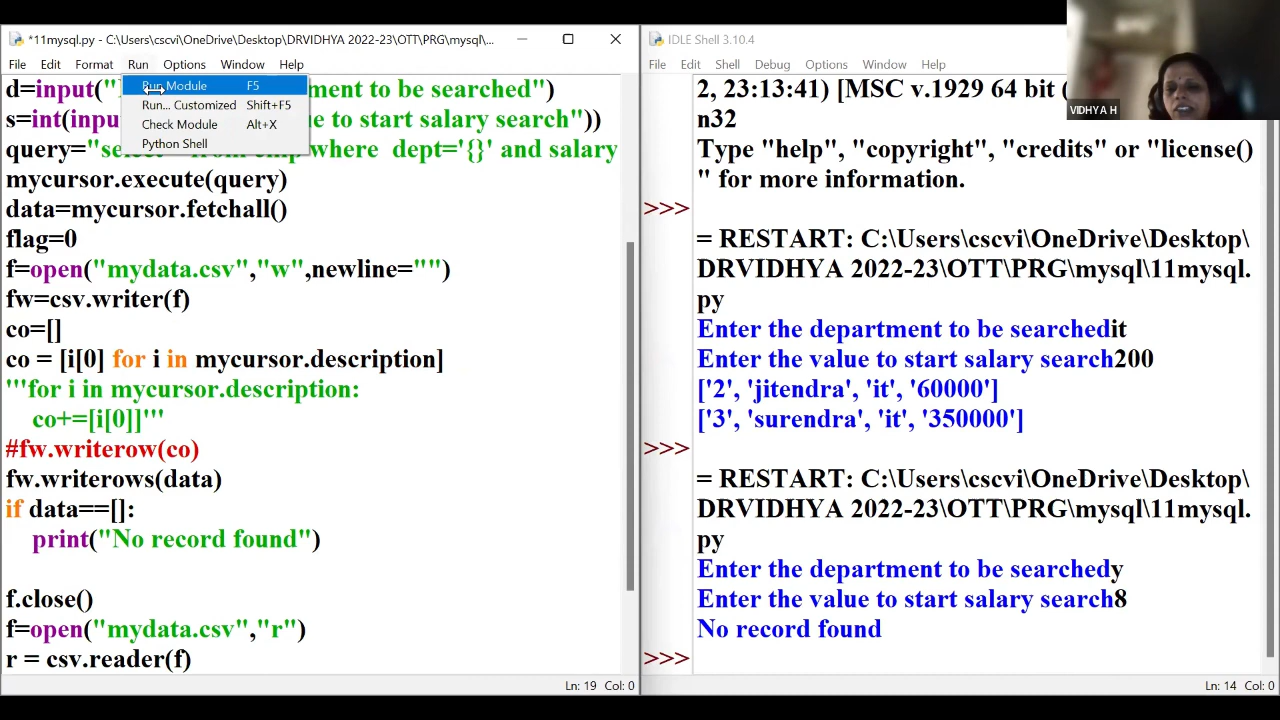 *11mysql.py - C:\Users\cscvi\OneDrive\Desktop\DRVIDHYA 2022-23\OTT\PRG\mysql\...
File Edit Format Run Options Window Help
Run Module F5
Run... Customized Shift+F5
Check Module Alt+X
Python Shell
d=input(" ment to be searched")
s=int(inpu ue to start salary search"))
query="select where dept='{}' and salary
mycursor.execute(query)
data=mycursor.fetchall()
flag=0
f=open("mydata.csv","w",newline="")
fw=csv.writer(f)
co=[]
co = [i[0] for i in mycursor.description]
'''for i in mycursor.description:
co+=[i[0]]'''
#fw.writerow(co)
fw.writerows(data)
if data==[]:
print("No record found")
f.close()
f=open("mydata.csv","r")
r = csv.reader(f)
Ln: 19 Col: 0
IDLE Shell 3.10.4
File Edit Shell Debug Options Window Help
2, 23:13:41) [MSC v.1929 64 bit (
n32
Type "help", "copyright", "credits" or "license()
" for more information.
>>>
= RESTART: C:\Users\cscvi\OneDrive\Desktop\
DRVIDHYA 2022-23\OTT\PRG\mysql\11mysql.
py
Enter the department to be searchedit
Enter the value to start salary search200
['2', 'jitendra', 'it', '60000']
['3', 'surendra', 'it', '350000']
>>>
= RESTART: C:\Users\cscvi\OneDrive\Desktop\
DRVIDHYA 2022-23\OTT\PRG\mysql\11mysql.
py
Enter the department to be searchedy
Enter the value to start salary search8
No record found
>>>
Ln: 14 Col: 0
VIDHYA H